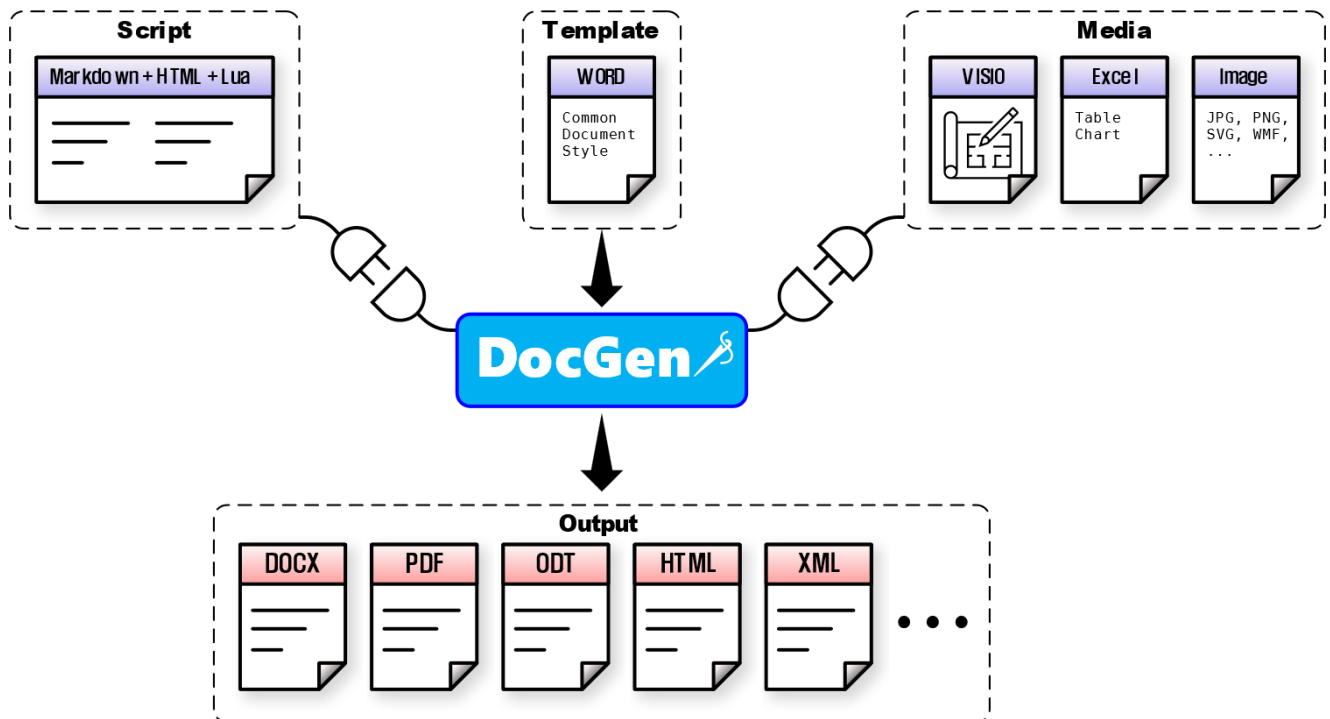 Script
Markdown + HTML + Lua
Template
WORD
Common
Document
Style
Media
VISIO
Excel
Table
Chart
Image
JPG, PNG,
SVG, WMF,
...
DocGen
Output
DOCX
PDF
ODT
HTML
XML